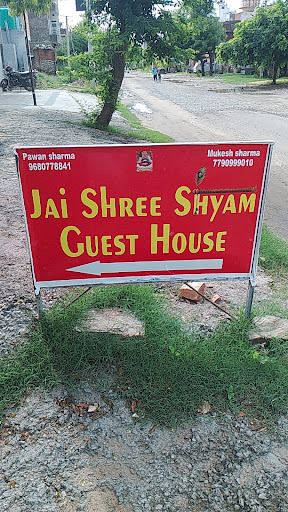 Pawan sharma
9680778841
Mukesh sharma
7790999010
Jai Shree Shyam
Guest House